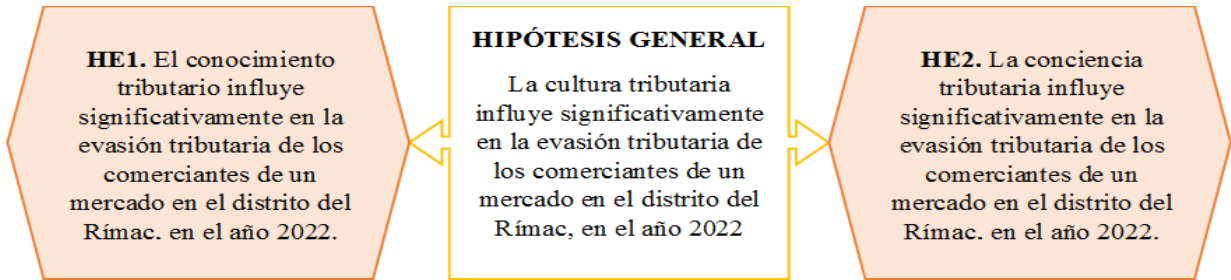 HE1. El conocimiento
tributario influye
significativamente en la
evasión tributaria de los
comerciantes de un
mercado en el distrito del
Rímac. en el año 2022.
HIPÓTESIS GENERAL
La cultura tributaria
influye significativamente
en la evasión tributaria de
los comerciantes de un
mercado en el distrito del
Rímac, en el año 2022
HE2. La conciencia
tributaria influye
significativamente en la
evasión tributaria de los
comerciantes de un
mercado en el distrito del
Rímac. en el año 2022.